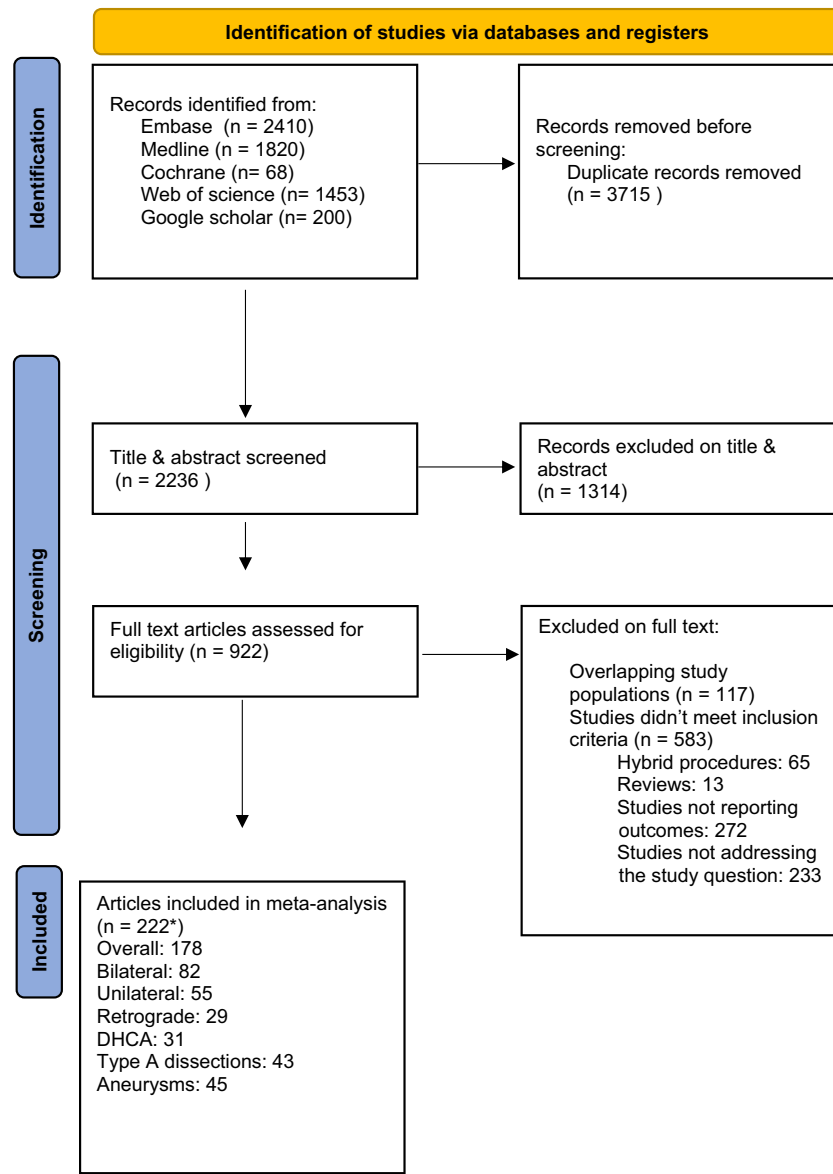 Identification of studies via databases and registers
Identification
Records identified from:
Embase (n = 2410)
Medline (n = 1820)
Cochrane (n= 68)
Web of science (n= 1453)
Google scholar (n= 200)
Records removed before
screening:
Duplicate records removed
(n = 3715 )
Screening
Title & abstract screened
(n = 2236 )
Records excluded on title &
abstract
(n = 1314)
Full text articles assessed for
eligibility (n = 922)
Excluded on full text:
Overlapping study
populations (n = 117)
Studies didn't meet inclusion
criteria (n = 583)
Hybrid procedures: 65
Reviews: 13
Studies not reporting
outcomes: 272
Studies not addressing
the study question: 233
Included
Articles included in meta-analysis
(n = 222*)
Overall: 178
Bilateral: 82
Unilateral: 55
Retrograde: 29
DHCA: 31
Type A dissections: 43
Aneurysms: 45